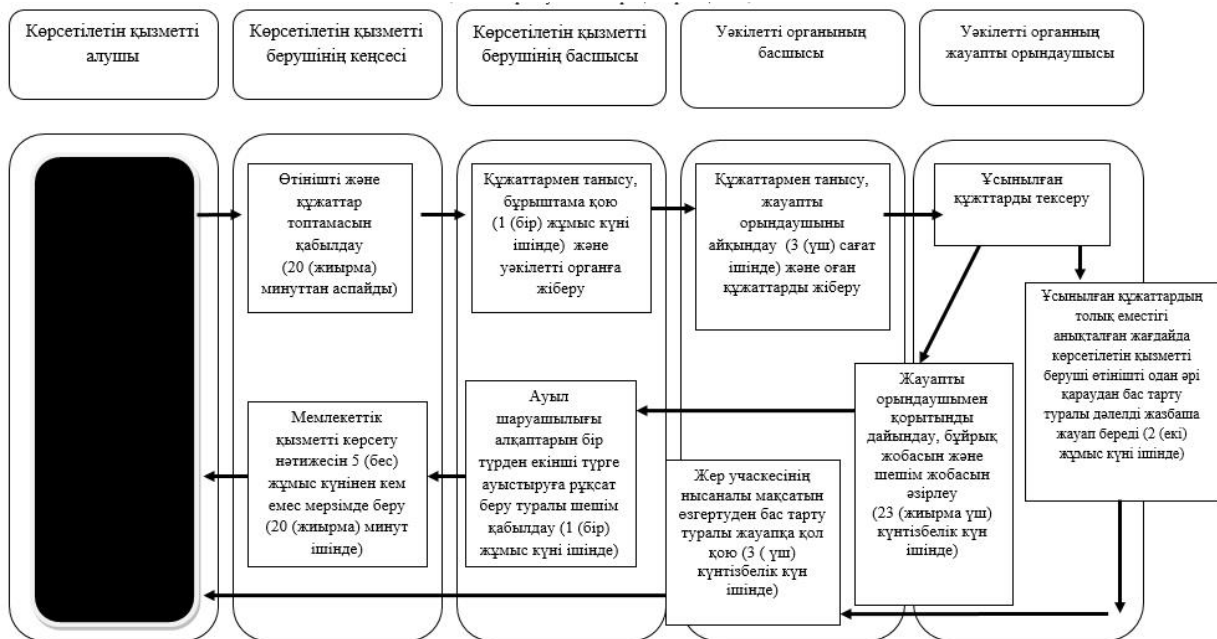 Көрсетілетін қызметті
алушы
Көрсетілетін қызметті
берушінің кеңсесі
Көрсетілетін қызметті
берушінің басшысы
Уәкілетті органының
басшысы
Уәкілетті органның
жауапты орындаушысы
Өтінішті және
құжаттар
топтамасын
қабылдау
(20 (жиырма)
минуттан аспайды)
Құжаттармен танысу,
бұрыштама қою
(1 (бір) жұмыс күні
ішінде) және
уәкілетті органға
жіберу
Құжаттармен танысу,
жауапты
орындаушыны
айқындау (3 (үш) сағат
ішінде) және оған
құжаттарды жіберу
Ұсынылған
құжттарды тексеру
Ұсынылған құжаттардың
толық еместігі
анықталған жағдайда
көрсетілетін қызметті
беруші өтінішті одан әрі
қараудан бас тарту
туралы дәлелді жазбаша
жауап береді (2 (екі)
жұмыс күні ішінде)
Жауапты
орындаушымен
қорытынды
дайындау, бұйрық
жобасын және
шешім жобасын
әзірлеу
(23 (жиырма үш)
күнтізбелік күн
ішінде)
Ауыл
шаруашылығы
алқаптарын бір
түрден екінші түрге
ауыстыруға рұқсат
беру туралы шешім
қабылдау (1 (бір)
жұмыс күні ішінде)
Мемлекеттік
қызметті көрсету
нәтижесін 5 (бес)
жұмыс күнінен кем
емес мерзімде беру
(20 (жиырма) минут
ішінде)
Жер учаскесінің
нысаналы мақсатын
өзгертуден бас тарту
туралы жауапқа қол
қою (3 ( үш)
күнтізбелік күн
ішінде)